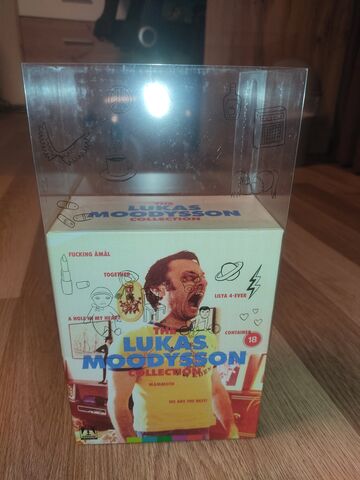 THE
LUKAS
MOODYSSON
COLLECTION
FUCKING ÅMÅL
TOGETHER
LILYA 4-EVER
A HOLE IN MY HEART
CONTAINER
18
THE
LUKAS
MOODYSSON
COLLECTION
MAMMOTH
WE ARE THE BEST!